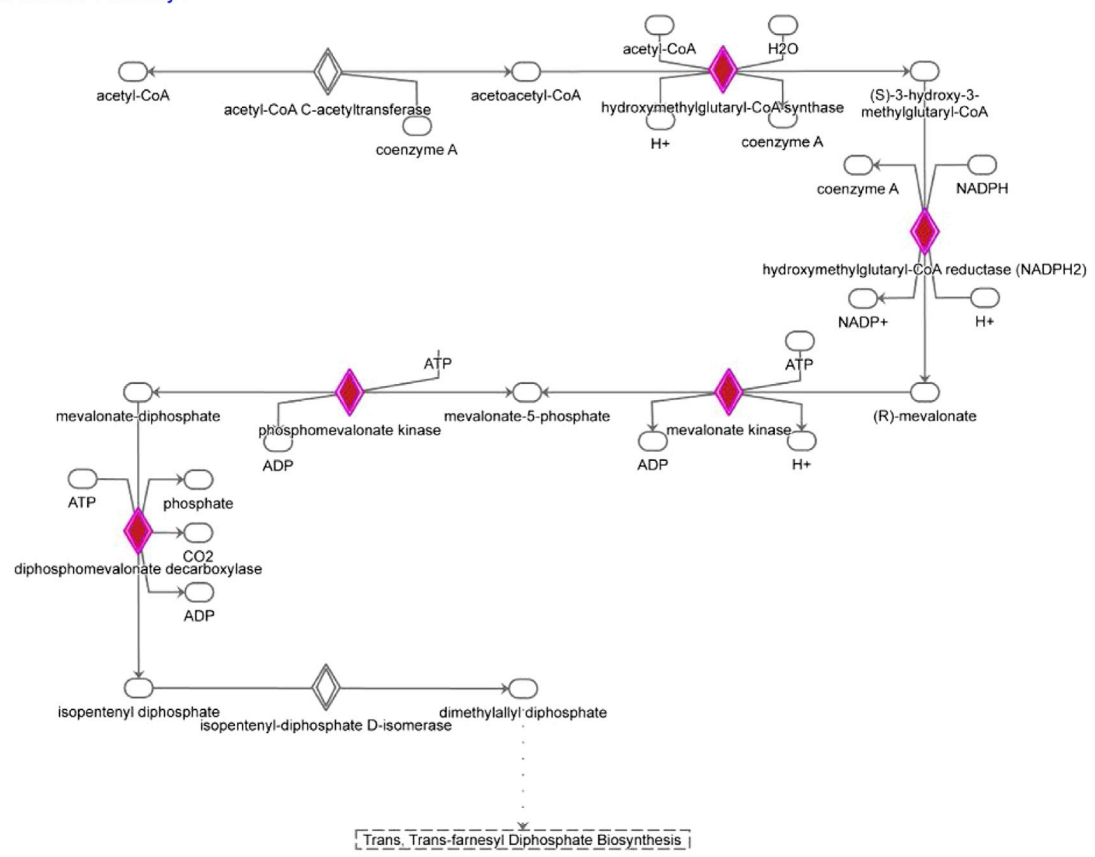 acetyl-CoA
H2O
acetyl-CoA
acetyl-CoA C-acetyltransferase
acetoacetyl-CoA
hydroxymethylglutaryl-CoA synthase
(S)-3-hydroxy-3-
methylglutaryl-CoA
coenzyme A
H+
coenzyme A
coenzyme A
NADPH
hydroxymethylglutaryl-CoA reductase (NADPH2)
NADP+
H+
ATP
ATP
mevalonate-diphosphate
phosphomevalonate kinase
mevalonate-5-phosphate
mevalonate kinase
(R)-mevalonate
ADP
ADP
H+
ATP
phosphate
CO2
diphosphomevalonate decarboxylase
ADP
isopentenyl diphosphate
isopentenyl-diphosphate D-isomerase
dimethylallyl diphosphate
Trans, Trans-farnesyl Diphosphate Biosynthesis